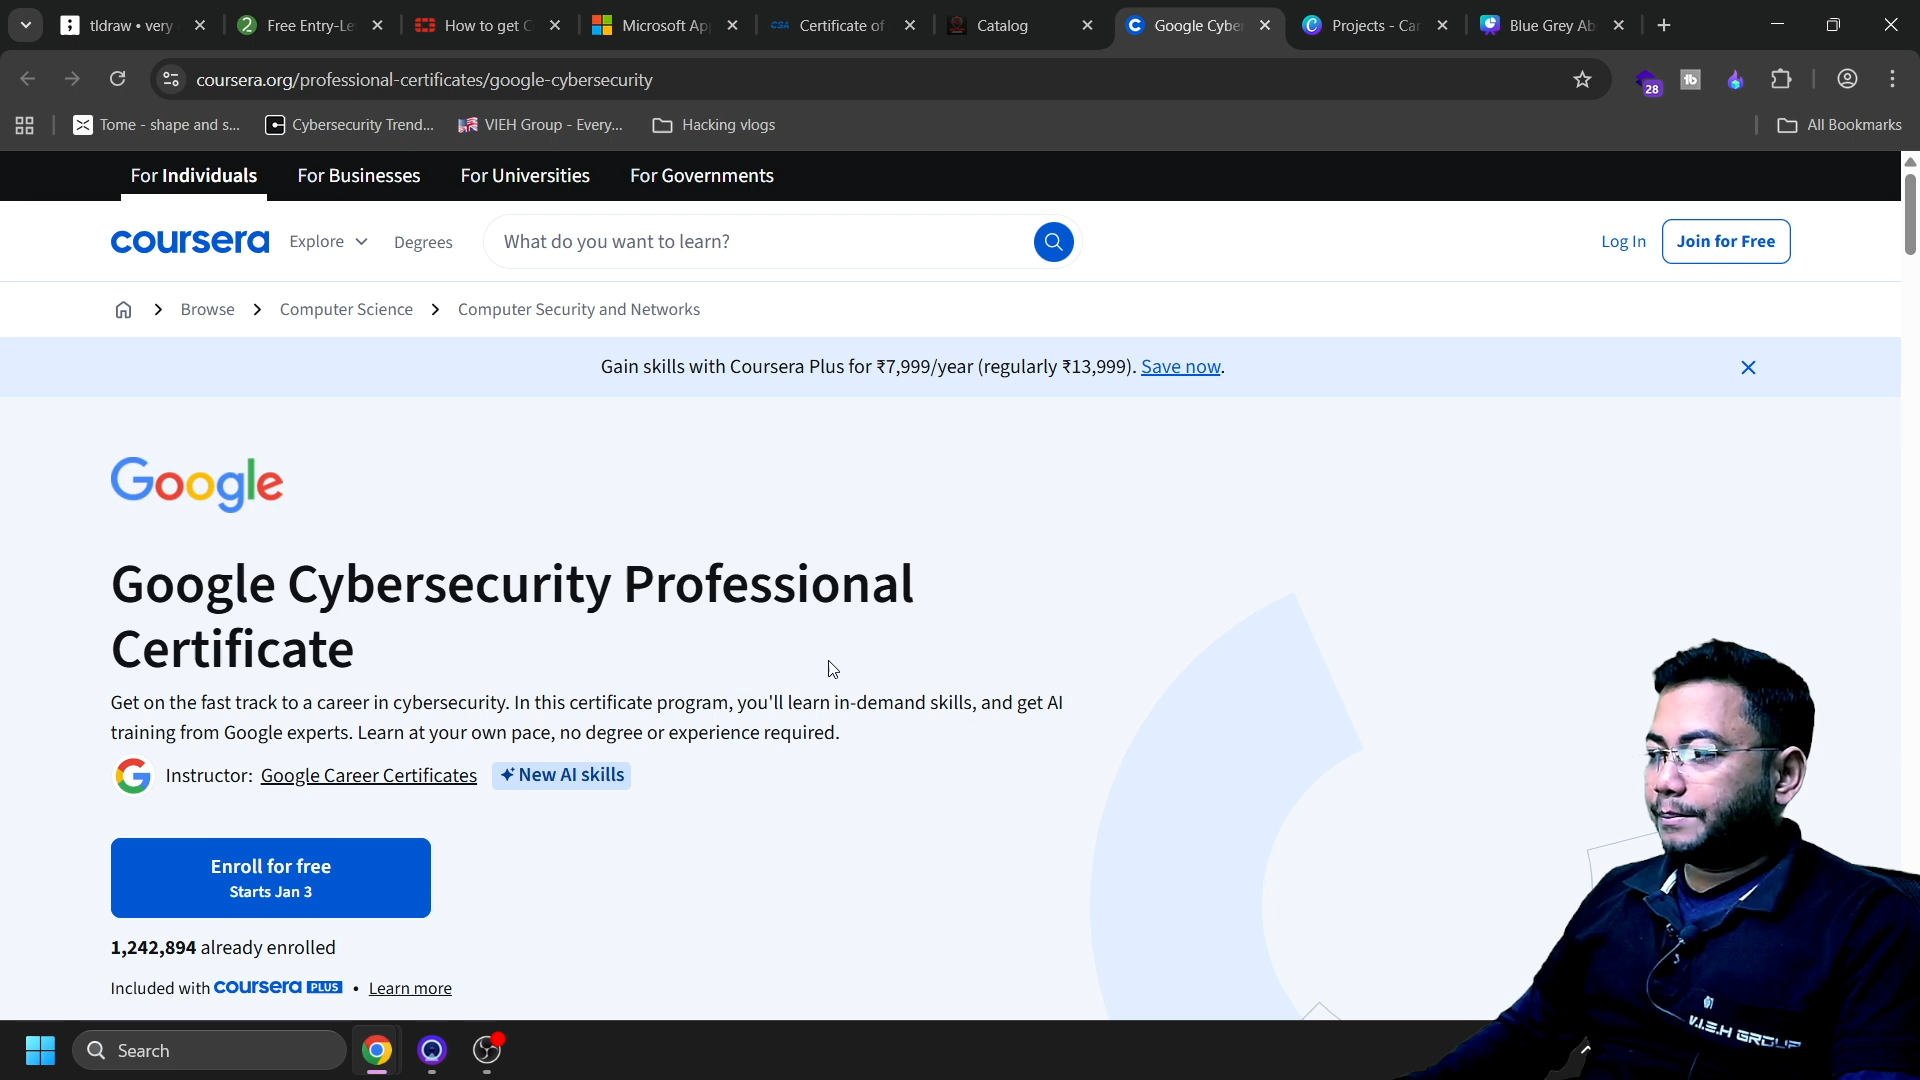 tldraw • very
Free Entry-Le
How to get C
Microsoft Ap
CSA Certificate of
Catalog
Google Cyber
Projects - Ca
Blue Grey Ab
coursera.org/professional-certificates/google-cybersecurity
28
Tome - shape and s...
Cybersecurity Trend...
VIEH Group - Every...
Hacking vlogs
All Bookmarks
For Individuals
For Businesses
For Universities
For Governments
coursera
Explore
Degrees
What do you want to learn?
Log In
Join for Free
Browse
Computer Science
Computer Security and Networks
Gain skills with Coursera Plus for ₹7,999/year (regularly ₹13,999). Save now.
Google
Google Cybersecurity Professional
Certificate
Get on the fast track to a career in cybersecurity. In this certificate program, you'll learn in-demand skills, and get AI
training from Google experts. Learn at your own pace, no degree or experience required.
Instructor: Google Career Certificates
New AI skills
Enroll for free
Starts Jan 3
1,242,894 already enrolled
Included with coursera PLUS • Learn more
V.I.E.H GROUP
Search